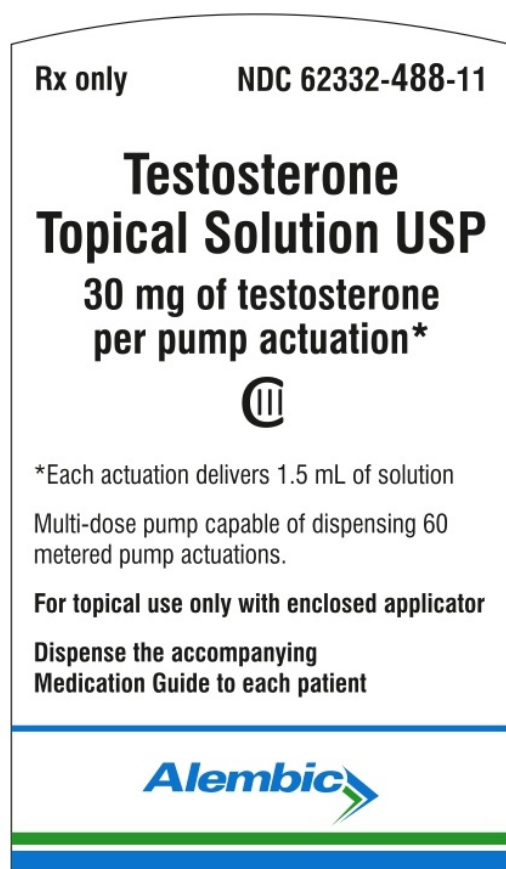 Rx only NDC 62332-488-11
Testosterone
Topical Solution USP
30 mg of testosterone
per pump actuation*
CIII
*Each actuation delivers 1.5 mL of solution
Multi-dose pump capable of dispensing 60
metered pump actuations.
For topical use only with enclosed applicator
Dispense the accompanying
Medication Guide to each patient
Alembic